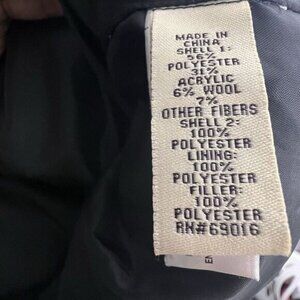 MADE IN
CHINA
SHELL 1:
56%
POLYESTER
31%
ACRYLIC
6% WOOL
7%
OTHER FIBERS
SHELL 2:
100%
POLYESTER
LINING:
100%
POLYESTER
FILLER:
100%
POLYESTER
RN#69016